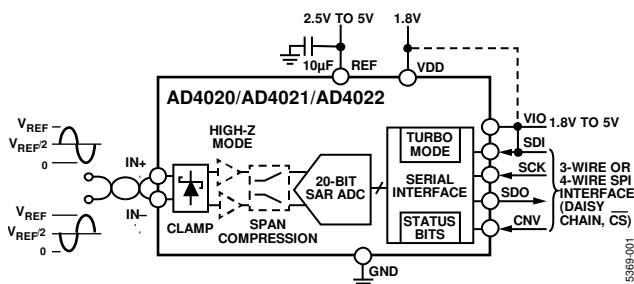 2.5V TO 5V
1.8V
10µF
REF
VDD
AD4020/AD4021/AD4022
VIO
1.8V TO 5V
HIGH-Z
MODE
TURBO
MODE
SDI
VREF
VREF/2
0
IN+
SCK
3-WIRE OR
4-WIRE SPI
INTERFACE
(DAISY
CHAIN, C̅S̅)
20-BIT
SAR ADC
SERIAL
INTERFACE
SDO
IN–
CLAMP
SPAN
COMPRESSION
STATUS
BITS
CNV
VREF
VREF/2
0
GND
5369-001